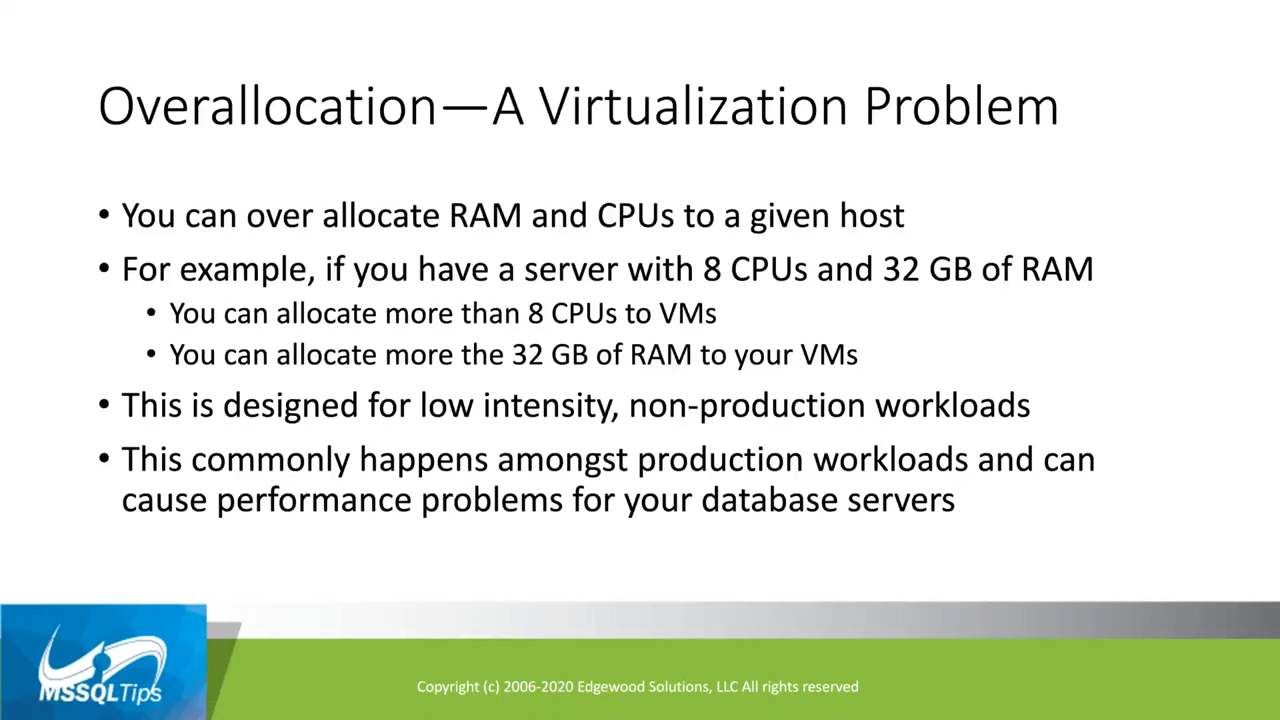 Overallocation—A Virtualization Problem
• You can over allocate RAM and CPUs to a given host
• For example, if you have a server with 8 CPUs and 32 GB of RAM
• You can allocate more than 8 CPUs to VMs
• You can allocate more the 32 GB of RAM to your VMs
• This is designed for low intensity, non-production workloads
• This commonly happens amongst production workloads and can
cause performance problems for your database servers
MSSQLTips
Copyright (c) 2006-2020 Edgewood Solutions, LLC All rights reserved